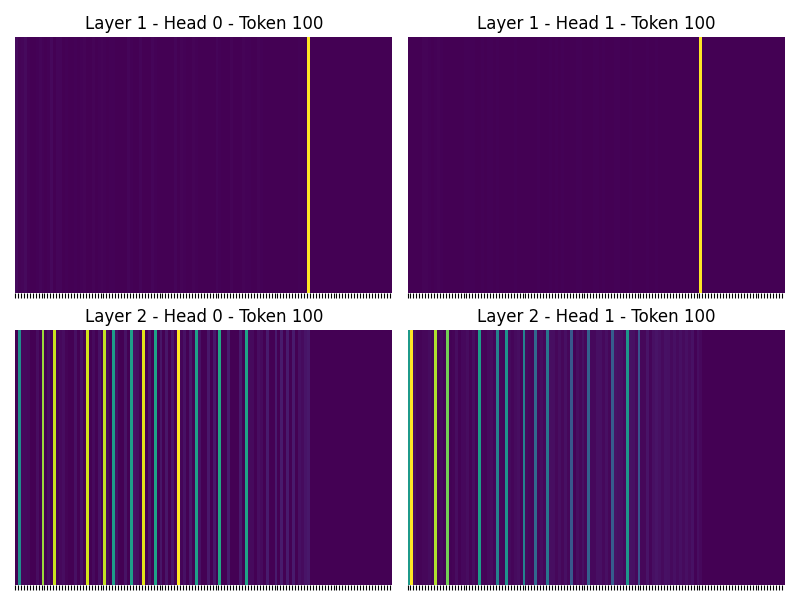 Layer 1 - Head 0 - Token 100
Layer 1 - Head 1 - Token 100
Layer 2 - Head 0 - Token 100
Layer 2 - Head 1 - Token 100